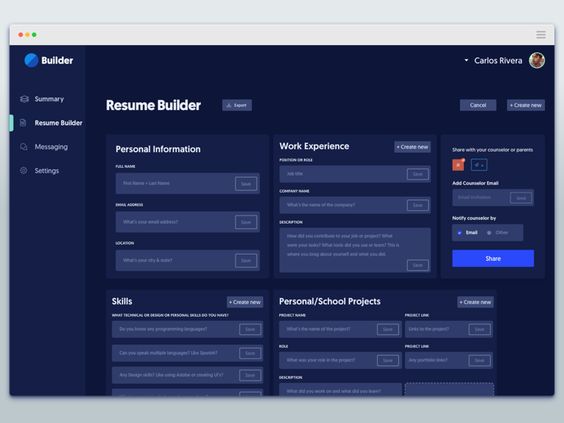 Builder
Carlos Rivera
Summary
Resume Builder
Messaging
Settings
Resume Builder
Export
Cancel
+ Create new
Personal Information
FULL NAME
First Name + Last Name
Save
EMAIL ADDRESS
What's your email address?
Save
LOCATION
What's your city & state?
Save
Work Experience
+ Create new
POSITION OR ROLE
Job title
Save
COMPANY NAME
What's the name of the company?
Save
DESCRIPTION
How did you contribute to your job or project? What
were your tasks? What tools did you use or learn? This is
where you brag about yourself and what you did.
Save
Share with your counselor or parents
Add Counselor Email
Email Invitation
Send
Notify counselor by
Email
Other
Share
Skills
+ Create new
WHAT TECHNICAL OR DESIGN OR PERSONAL SKILLS DO YOU HAVE?
Do you know any programming languages?
Save
Can you speak multiple languages? Like Spanish?
Save
Any Design skills? Like using Adobe or creating UI's?
Save
Personal/School Projects
+ Create new
PROJECT NAME
What's the name of the project?
Save
PROJECT LINK
Links to the project?
Save
ROLE
What was your role in the project?
Save
PROJECT LINK
Any portfolio links?
Save
DESCRIPTION
What did you work on and what did you learn?